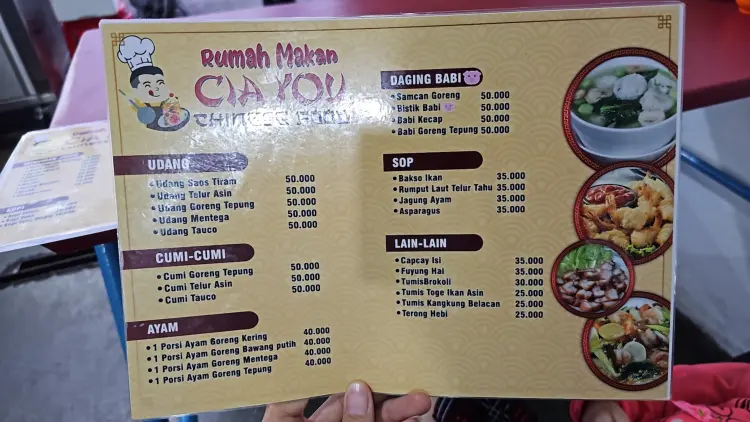 Rumah Makan
CIA YOU
CHINESE FOOD
UDANG
• Udang Saos Tiram 50.000
• Udang Telur Asin 50.000
• Udang Goreng Tepung 50.000
• Udang Mentega 50.000
• Udang Tauco 50.000
CUMI-CUMI
• Cumi Goreng Tepung 50.000
• Cumi Telur Asin 50.000
• Cumi Tauco 50.000
AYAM
• 1 Porsi Ayam Goreng Kering 40.000
• 1 Porsi Ayam Goreng Bawang putih 40.000
• 1 Porsi Ayam Goreng Mentega 40.000
• 1 Porsi Ayam Goreng Tepung 40.000
DAGING BABI
• Samcan Goreng 50.000
• Bistik Babi 50.000
• Babi Kecap 50.000
• Babi Goreng Tepung 50.000
SOP
• Bakso Ikan 35.000
• Rumput Laut Telur Tahu 35.000
• Jagung Ayam 35.000
• Asparagus 35.000
LAIN-LAIN
• Capcay Isi 35.000
• Fuyung Hai 35.000
• TumisBrokoli 30.000
• Tumis Toge Ikan Asin 25.000
• Tumis Kangkung Belacan 25.000
• Terong Hebi 25.000